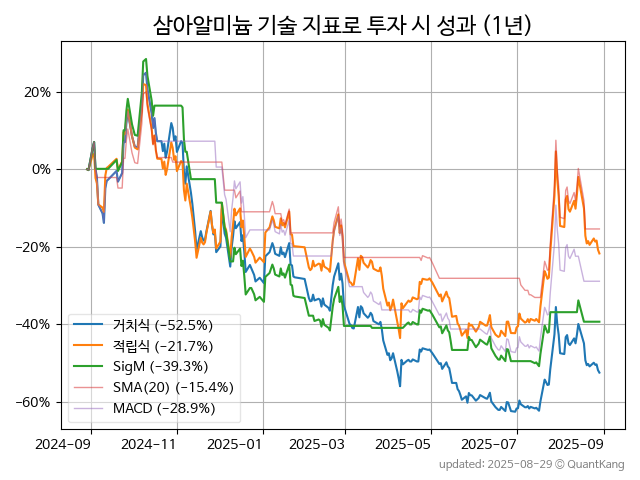 삼아알미늄 기술 지표로 투자 시 성과 (1년)
20%
0%
−20%
−40%
−60%
거치식 (−52.5%)
적립식 (−21.7%)
SigM (−39.3%)
SMA(20) (−15.4%)
MACD (−28.9%)
2024−09
2024−11
2025−01
2025−03
2025−05
2025−07
2025−09
updated: 2025-08-29 © QuantKang